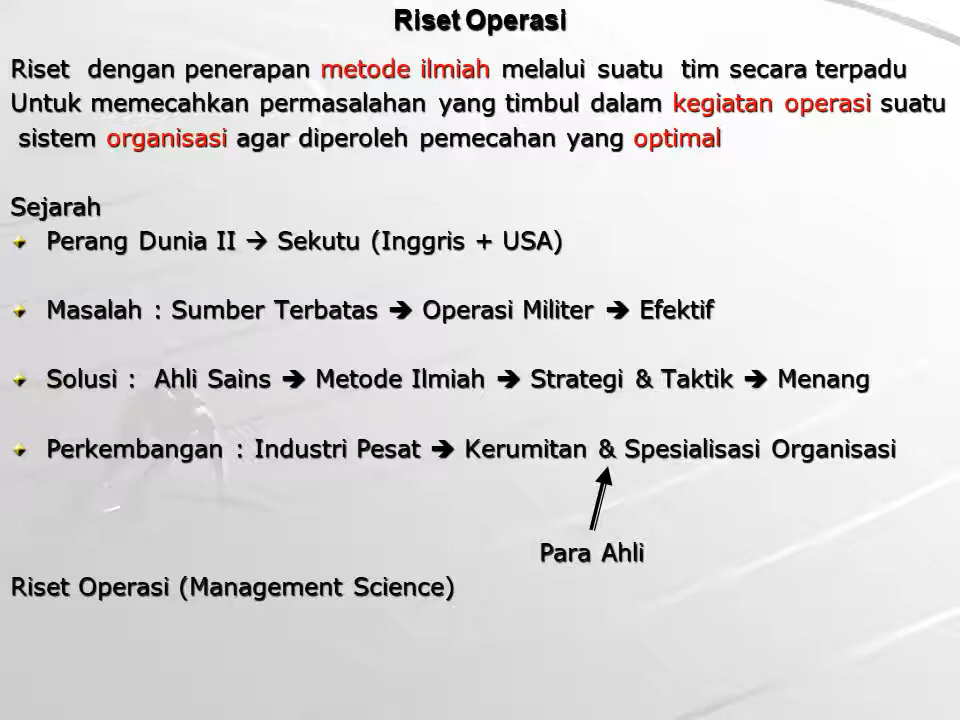 Riset Operasi
Riset dengan penerapan metode ilmiah melalui suatu tim secara terpadu
Untuk memecahkan permasalahan yang timbul dalam kegiatan operasi suatu
sistem organisasi agar diperoleh pemecahan yang optimal
Sejarah
Perang Dunia II → Sekutu (Inggris + USA)
Masalah : Sumber Terbatas ➔ Operasi Militer ➔ Efektif
Solusi : Ahli Sains ➔ Metode Ilmiah ➔ Strategi & Taktik ➔ Menang
Perkembangan : Industri Pesat ➔ Kerumitan & Spesialisasi Organisasi
Para Ahli
Riset Operasi (Management Science)